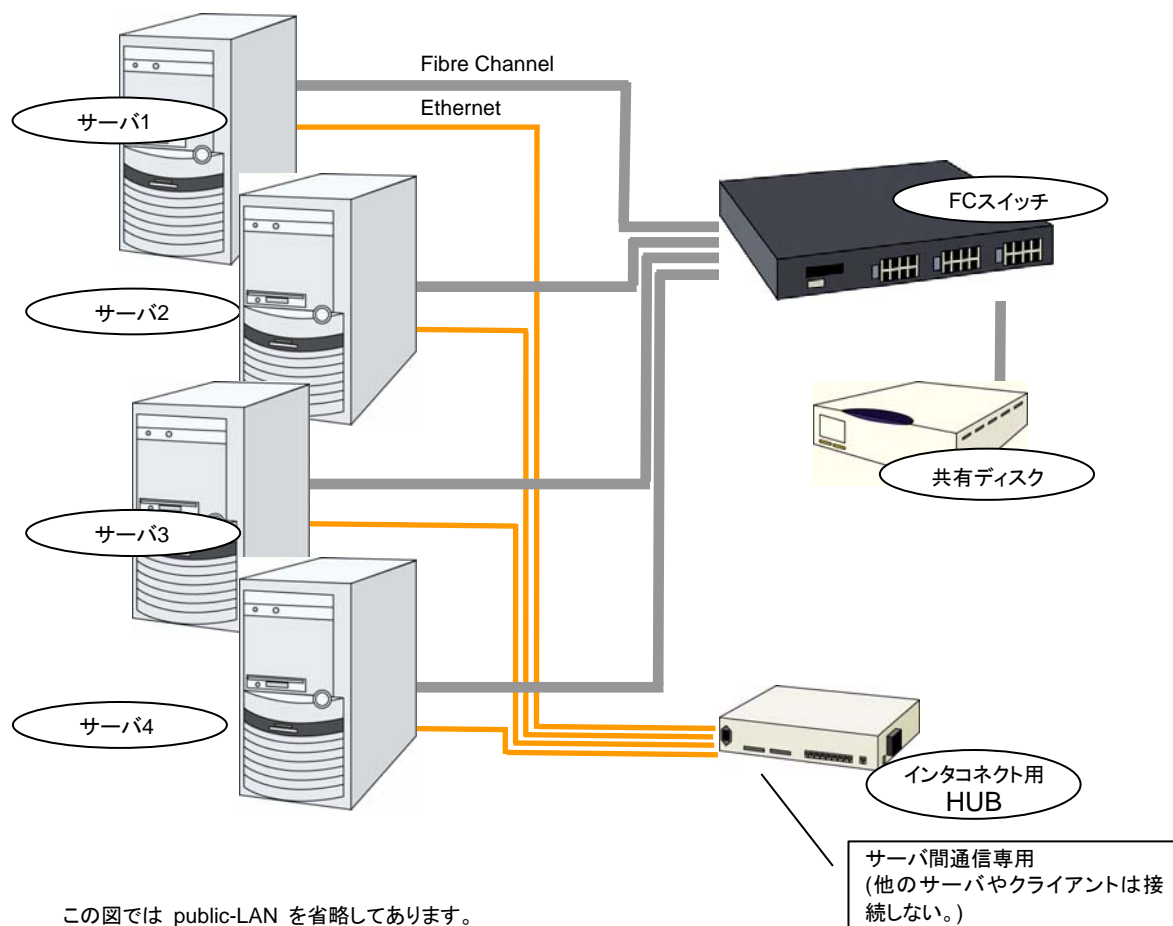 Fibre Channel
Ethernet
サーバ1
FCスイッチ
サーバ2
共有ディスク
サーバ3
サーバ4
インタコネクト用
HUB
サーバ間通信専用
(他のサーバやクライアントは接
続しない。)
この図では public-LAN を省略してあります。